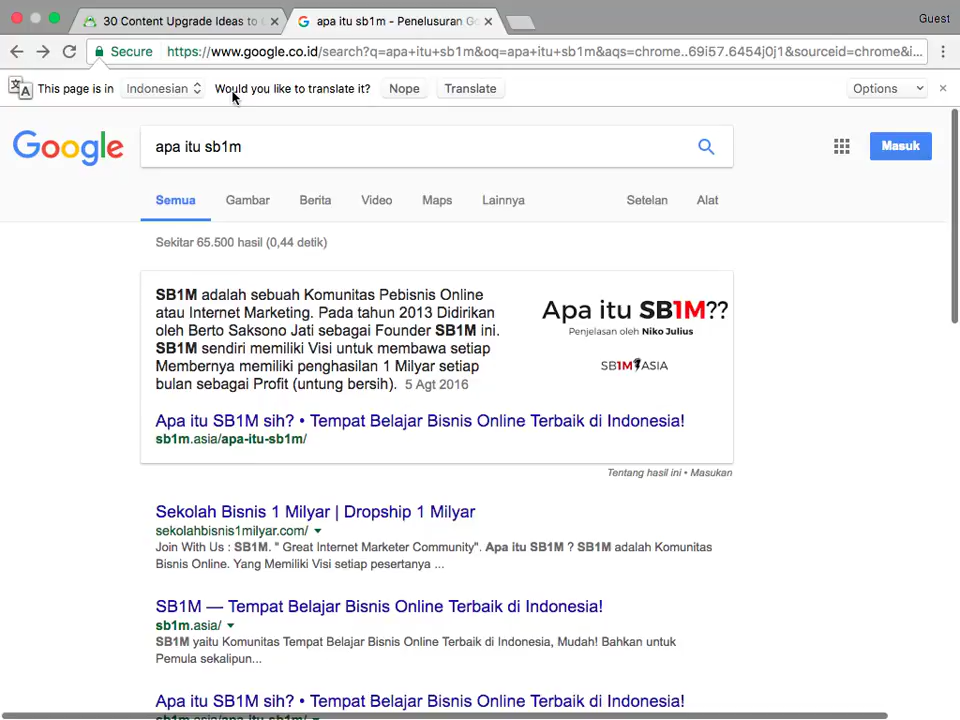 30 Content Upgrade Ideas to
apa itu sb1m - Penelusuran Go
Guest
Secure https://www.google.co.id/search?q=apa+itu+sb1m&oq=apa+itu+sb1m&aqs=chrome..69i57.6454j0j1&sourceid=chrome&i...
This page is in Indonesian Would you like to translate it? Nope Translate Options
Google
apa itu sb1m
Masuk
Semua Gambar Berita Video Maps Lainnya Setelan Alat
Sekitar 65.500 hasil (0,44 detik)
SB1M adalah sebuah Komunitas Pebisnis Online
atau Internet Marketing. Pada tahun 2013 Didirikan
oleh Berto Saksono Jati sebagai Founder SB1M ini.
SB1M sendiri memiliki Visi untuk membawa setiap
Membernya memiliki penghasilan 1 Milyar setiap
bulan sebagai Profit (untung bersih). 5 Agt 2016
Apa itu SB1M??
Penjelasan oleh Niko Julius
SB1M ASIA
Apa itu SB1M sih? • Tempat Belajar Bisnis Online Terbaik di Indonesia!
sb1m.asia/apa-itu-sb1m/
Tentang hasil ini • Masukan
Sekolah Bisnis 1 Milyar | Dropship 1 Milyar
sekolahbisnis1milyar.com/
Join With Us : SB1M. " Great Internet Marketer Community". Apa itu SB1M ? SB1M adalah Komunitas
Bisnis Online. Yang Memiliki Visi setiap pesertanya ...
SB1M — Tempat Belajar Bisnis Online Terbaik di Indonesia!
sb1m.asia/
SB1M yaitu Komunitas Tempat Belajar Bisnis Online Terbaik di Indonesia, Mudah! Bahkan untuk
Pemula sekalipun...
Apa itu SB1M sih? • Tempat Belajar Bisnis Online Terbaik di Indonesia!
sb1m.asia/apa-itu-sb1m/